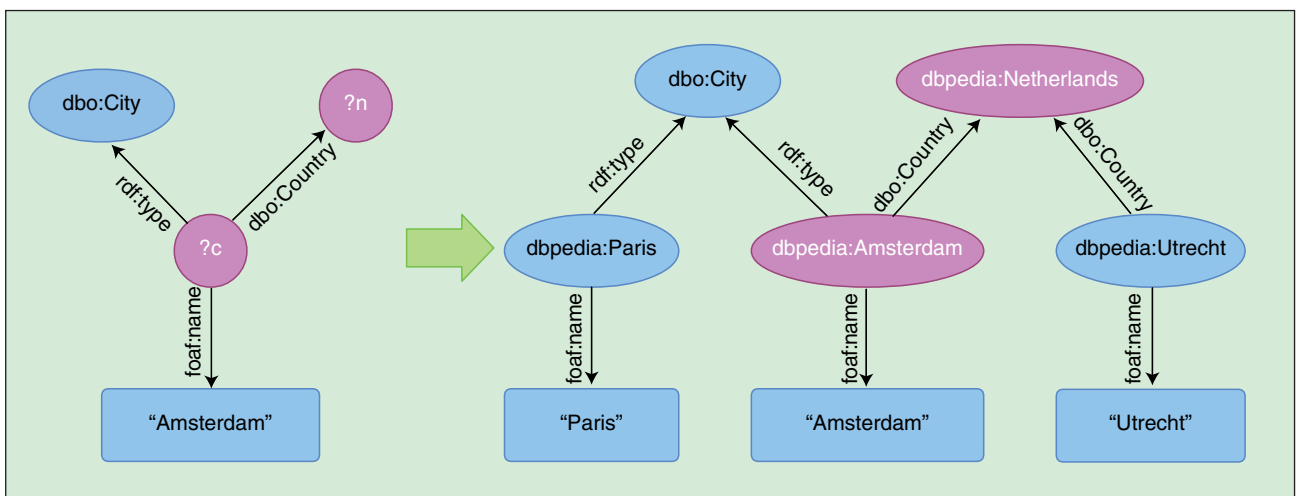 dbo:City
?n
rdf:type
dbo:Country
?c
foaf:name
“Amsterdam”
dbo:City
dbpedia:Netherlands
rdf:type
rdf:type
dbo:Country
dbo:Country
dbpedia:Paris
dbpedia:Amsterdam
dbpedia:Utrecht
foaf:name
foaf:name
foaf:name
“Paris”
“Amsterdam”
“Utrecht”